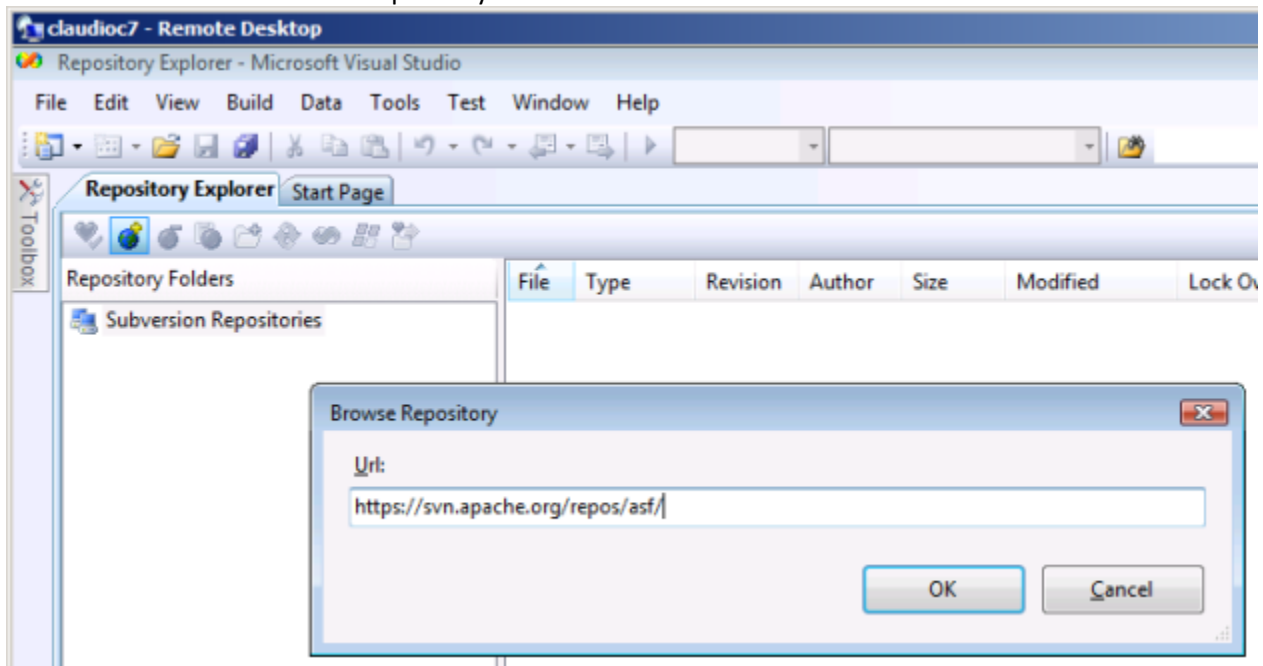 claudioc7 - Remote Desktop
Repository Explorer - Microsoft Visual Studio
File Edit View Build Data Tools Test Window Help
Toolbox
Repository Explorer Start Page
Repository Folders
File Type Revision Author Size Modified Lock Ow
Subversion Repositories
Browse Repository
Url:
https://svn.apache.org/repos/asf/
OK Cancel